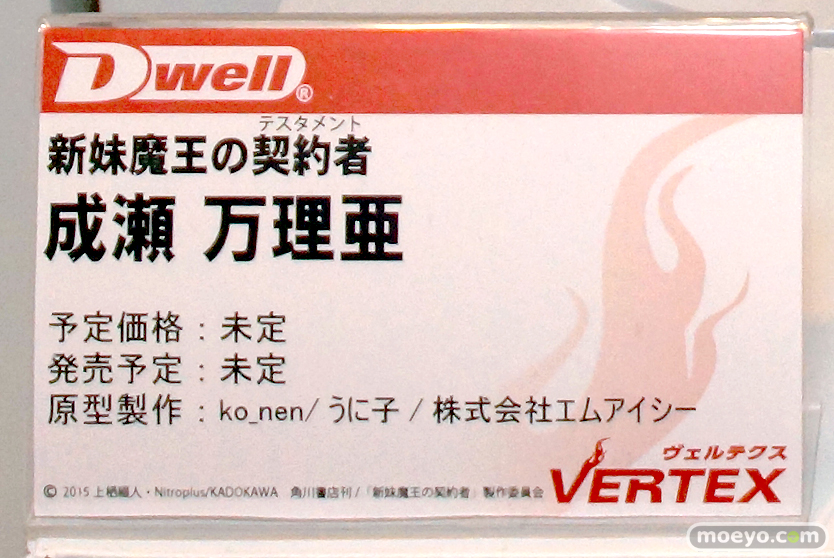 Dwell®
テスタメント
新妹魔王の契約者
成瀬 万理亜
予定価格：未定
発売予定：未定
原型製作：ko_nen/ うに子 / 株式会社エムアイシー
ヴェルテクス
VERTEX
© 2015 上栖綴人・Nitroplus/KADOKAWA 角川書店刊/「新妹魔王の契約者」製作委員会
moeyo.com